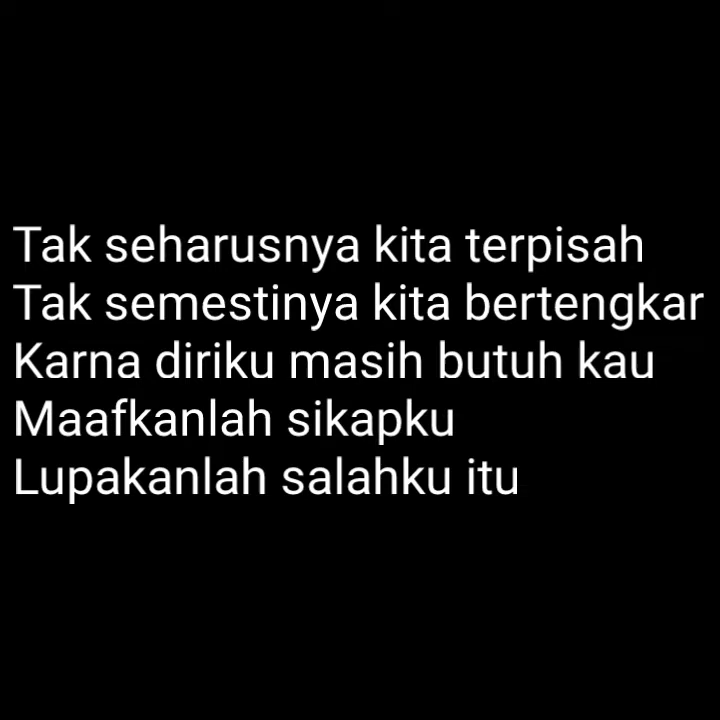 Tak seharusnya kita terpisah
Tak semestinya kita bertengkar
Karna diriku masih butuh kau
Maafkanlah sikapku
Lupakanlah salahku itu